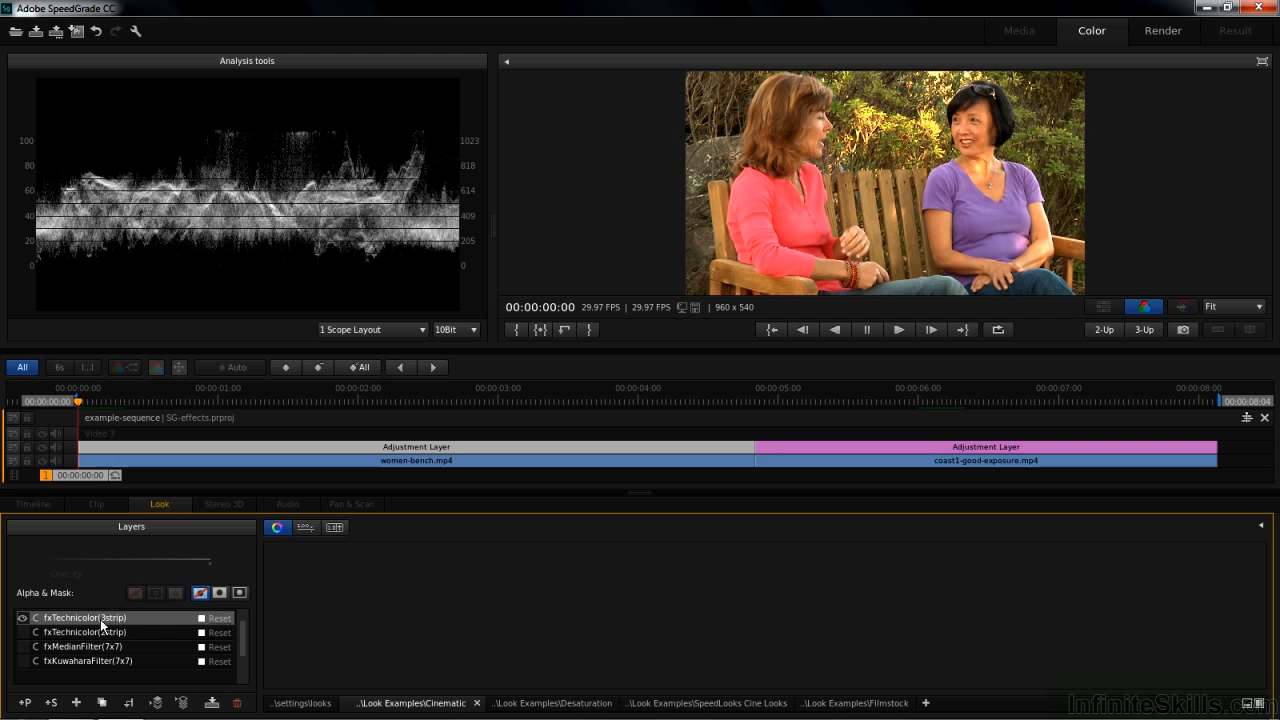 Sg Adobe SpeedGrade CC
Media Color Render Result
Analysis tools
100 1023
80 818
60 614
40 409
20 205
0 0
1 Scope Layout 10Bit
00:00:00:00 29.97 FPS | 29.97 FPS | 960 x 540 Fit
2-Up 3-Up
All 6s Auto All
00:00:00:00 00:00:01:00 00:00:02:00 00:00:03:00 00:00:04:00 00:00:05:00 00:00:06:00 00:00:07:00 00:00:08:00
00:00:00:00 00:00:08:04
example-sequence | SG-effects.prproj
Video 3
Adjustment Layer Adjustment Layer
women-bench.mp4 coast1-good-exposure.mp4
1 00:00:00:00
Timeline Clip Look Stereo 3D Audio Pan & Scan
Layers
Opacity
Alpha & Mask:
C fxTechnicolor(3strip) Reset
C fxTechnicolor(2strip) Reset
C fxMedianFilter(7x7) Reset
C fxKuwaharaFilter(7x7) Reset
+P +S
..\settings\looks ..\Look Examples\Cinematic ..\Look Examples\Desaturation ..\Look Examples\SpeedLooks Cine Looks ..\Look Examples\Filmstock
InfiniteSkills.com